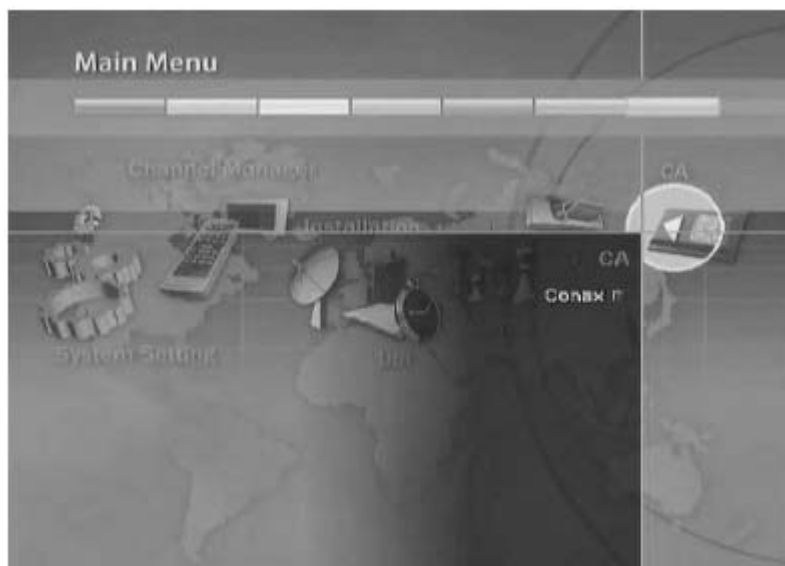 Main Menu
Channel Manager
CA
Installation
CA
Conax
System Setting